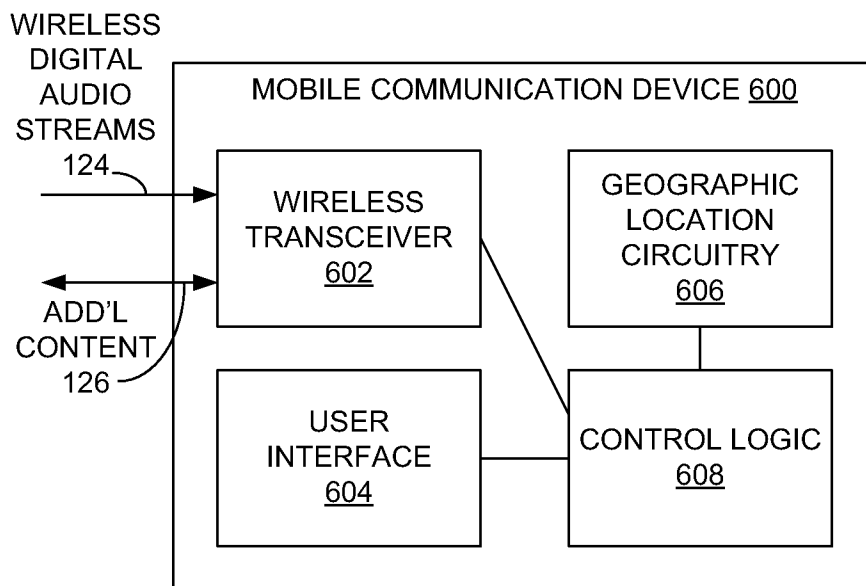 WIRELESS
DIGITAL
AUDIO
STREAMS
124
MOBILE COMMUNICATION DEVICE 600
WIRELESS
TRANSCEIVER
602
GEOGRAPHIC
LOCATION
CIRCUITRY
606
ADD'L
CONTENT
126
USER
INTERFACE
604
CONTROL LOGIC
608